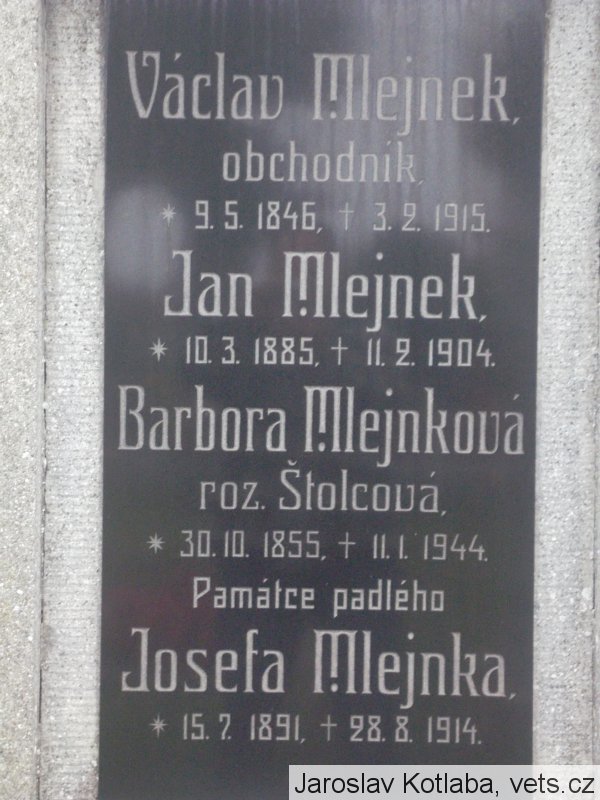 Václav Mlejnek,
obchodník,
* 9. 5. 1846, † 3. 2. 1915.
Jan Mlejnek,
* 10. 3. 1885, † 11. 2. 1904.
Barbora Mlejnková
roz. Štolcová,
* 30. 10. 1855, † 11. 1. 1944.
Památce padlého
Josefa Mlejnka,
* 15. 7. 1891, † 28. 8. 1914.
Jaroslav Kotlaba, vets.cz